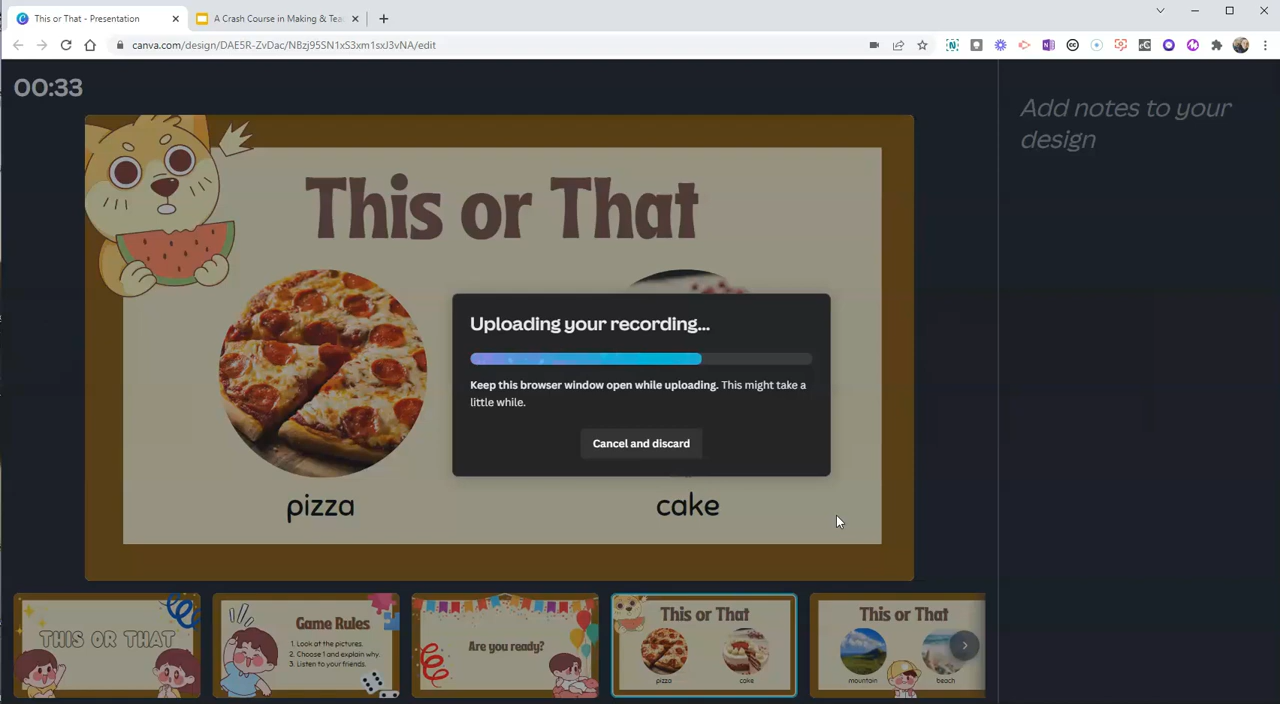 This or That - Presentation
A Crash Course in Making & Tea
canva.com/design/DAE5R-ZvDac/NBzj95SN1xS3xm1sxJ3vNA/edit
00:33
Add notes to your
design
This or That
Uploading your recording...
Keep this browser window open while uploading. This might take a
little while.
Cancel and discard
pizza
cake
THIS OR THAT
Game Rules
1. Look at the pictures.
2. Choose 1 and explain why.
3. Listen to your friends.
Are you ready?
This or That
pizza
cake
This or That
mountain
beach